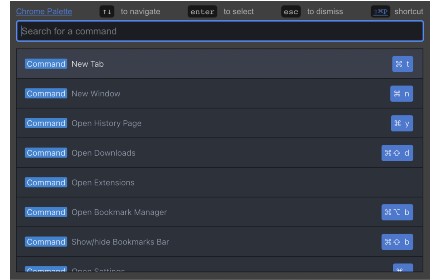 Chrome Palette ↑↓ to navigate enter to select esc to dismiss ⇧⌘P shortcut
Search for a command
Command New Tab ⌘ t
Command New Window ⌘ n
Command Open History Page ⌘ y
Command Open Downloads ⌘⇧ d
Command Open Extensions
Command Open Bookmark Manager ⌘⌥ b
Command Show/hide Bookmarks Bar ⌘⇧ b
Command Open Settings ⌘